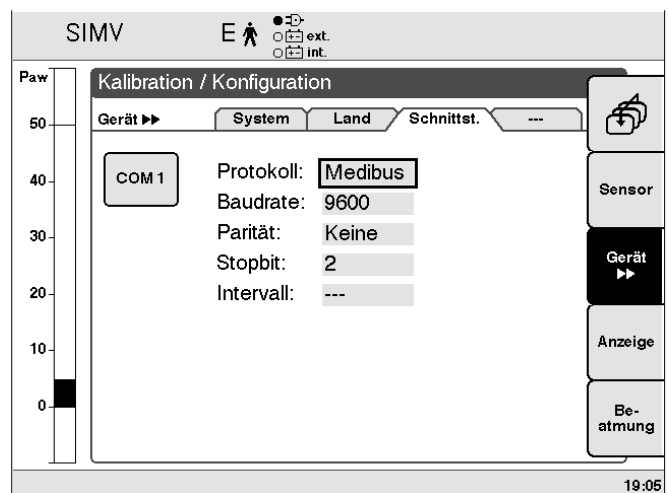 SIMV E ext.
int.
Paw
Kalibration / Konfiguration
Gerät ▶▶ System Land Schnittst. ---
50
40
30
20
10
0
COM 1
Protokoll: Medibus
Baudrate: 9600
Parität: Keine
Stopbit: 2
Intervall: ---
Sensor
Gerät
▶▶
Anzeige
Be-
atmung
19:05